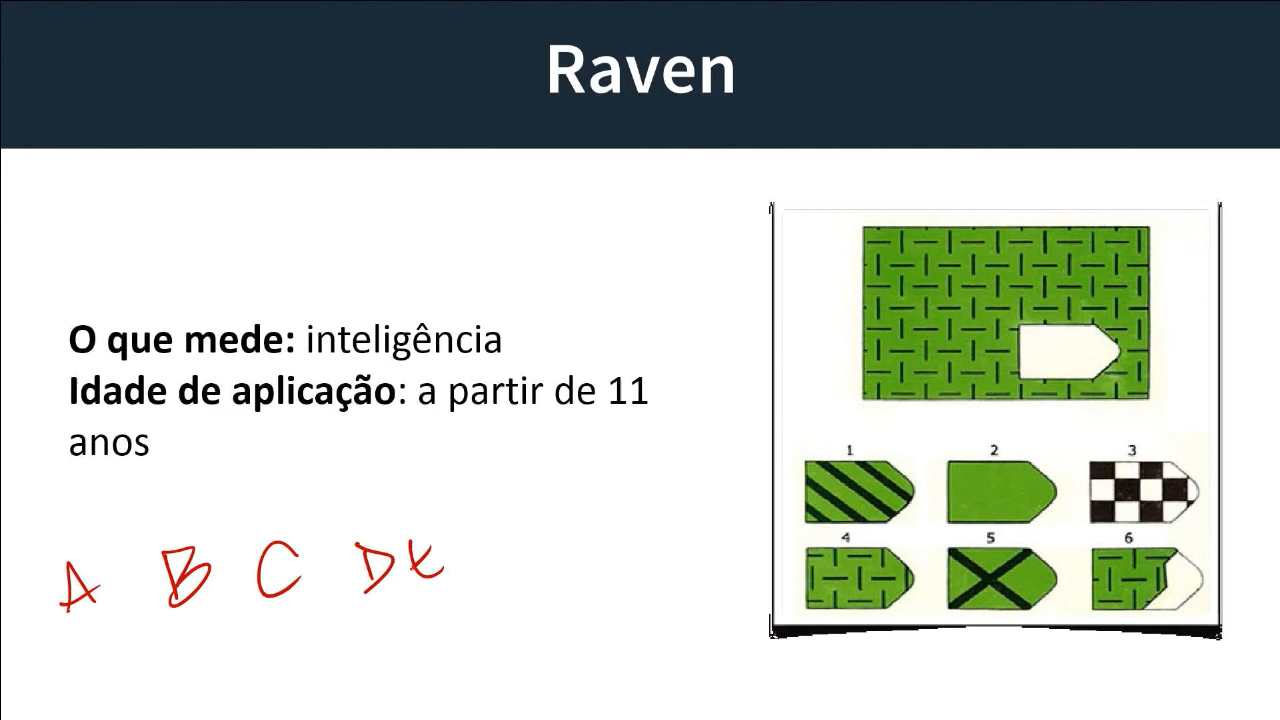 Raven
O que mede: inteligência
Idade de aplicação: a partir de 11
anos
A B C D E
1 2 3
4 5 6